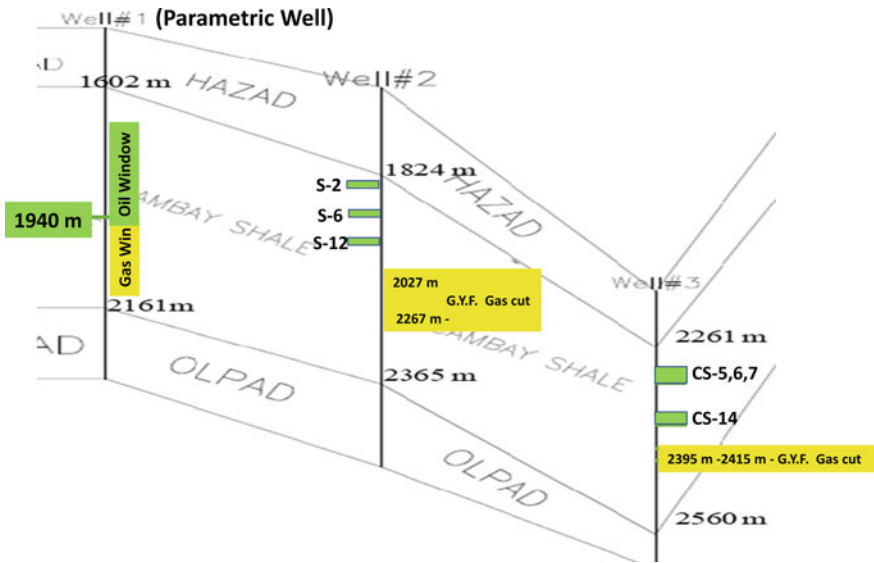 Well#1 (Parametric Well)
AD
1602 m
HAZAD
Well#2
Oil Window
Gas Win
1940 m
AMBAY SHALE
S-2
S-6
S-12
1824 m
HAZAD
2027 m
G.Y.F. Gas cut
2267 m -
Well#3
2161m
2261 m
CAMBAY SHALE
AD
OLPAD
2365 m
CS-5,6,7
CS-14
OLPAD
2395 m -2415 m - G.Y.F. Gas cut
2560 m